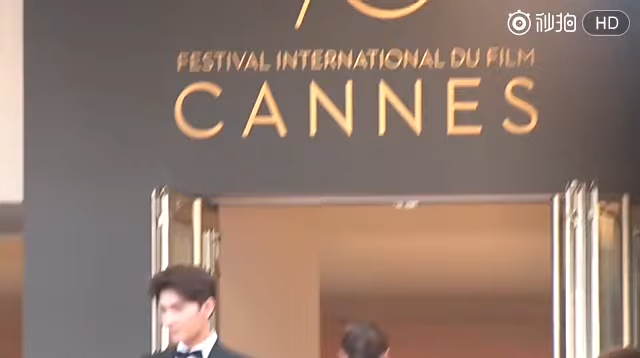 秒拍 HD
FESTIVAL INTERNATIONAL DU FILM
CANNES